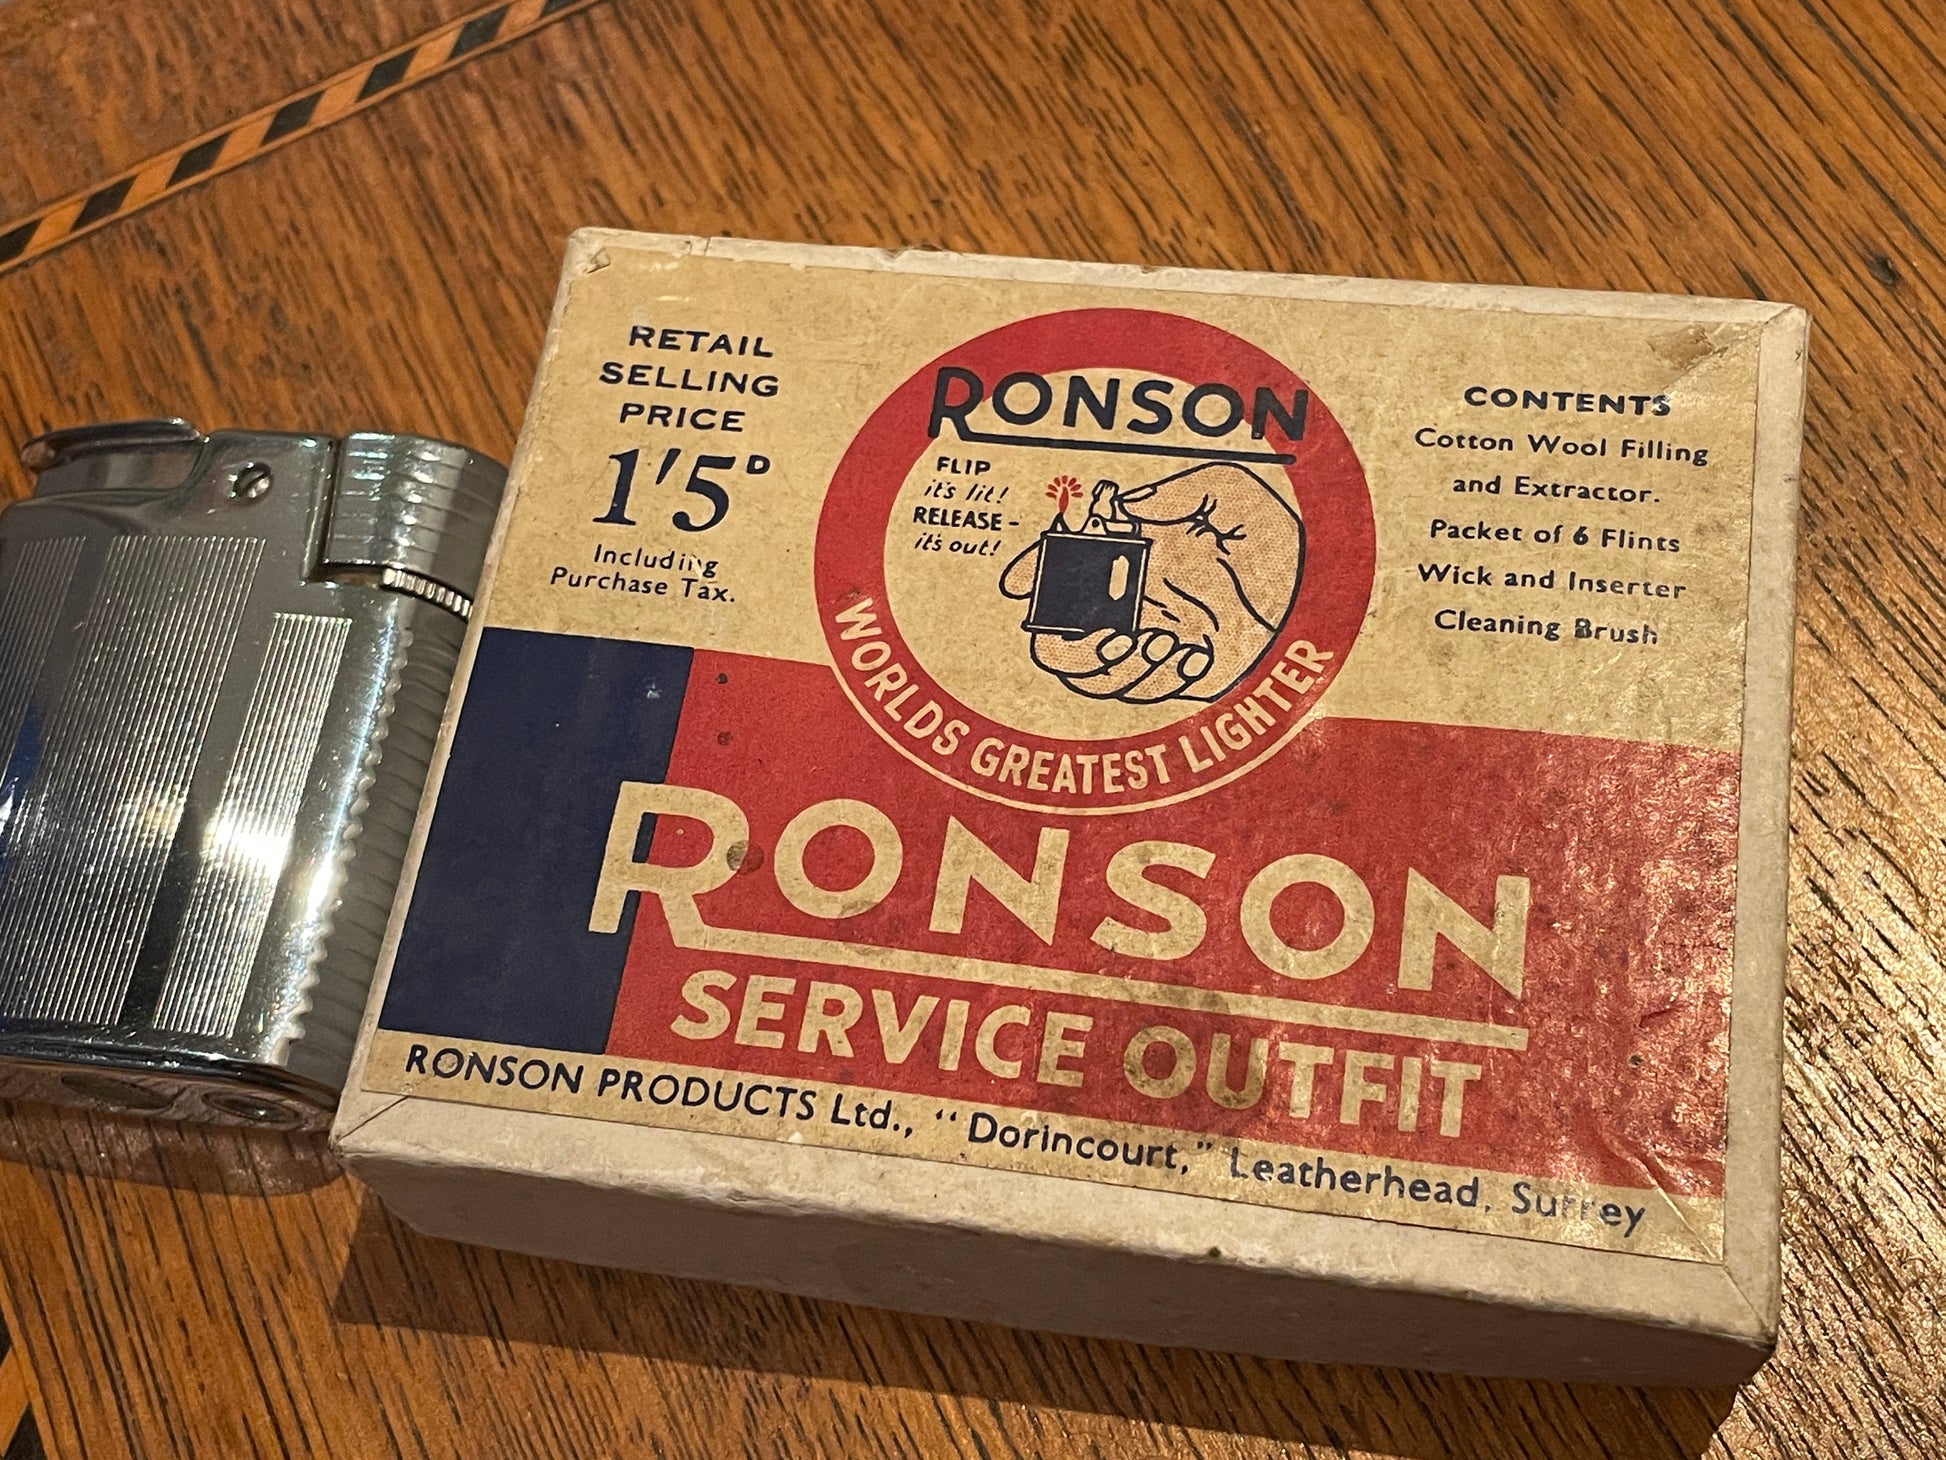 RETAIL
SELLING
PRICE
1'5D
Including
Purchase Tax.
RONSON
FLIP
it's lit!
RELEASE -
it's out!
WORLDS GREATEST LIGHTER
CONTENTS
Cotton Wool Filling
and Extractor.
Packet of 6 Flints
Wick and Inserter
Cleaning Brush
RONSON
SERVICE OUTFIT
RONSON PRODUCTS Ltd., “Dorincourt,” Leatherhead, Surrey